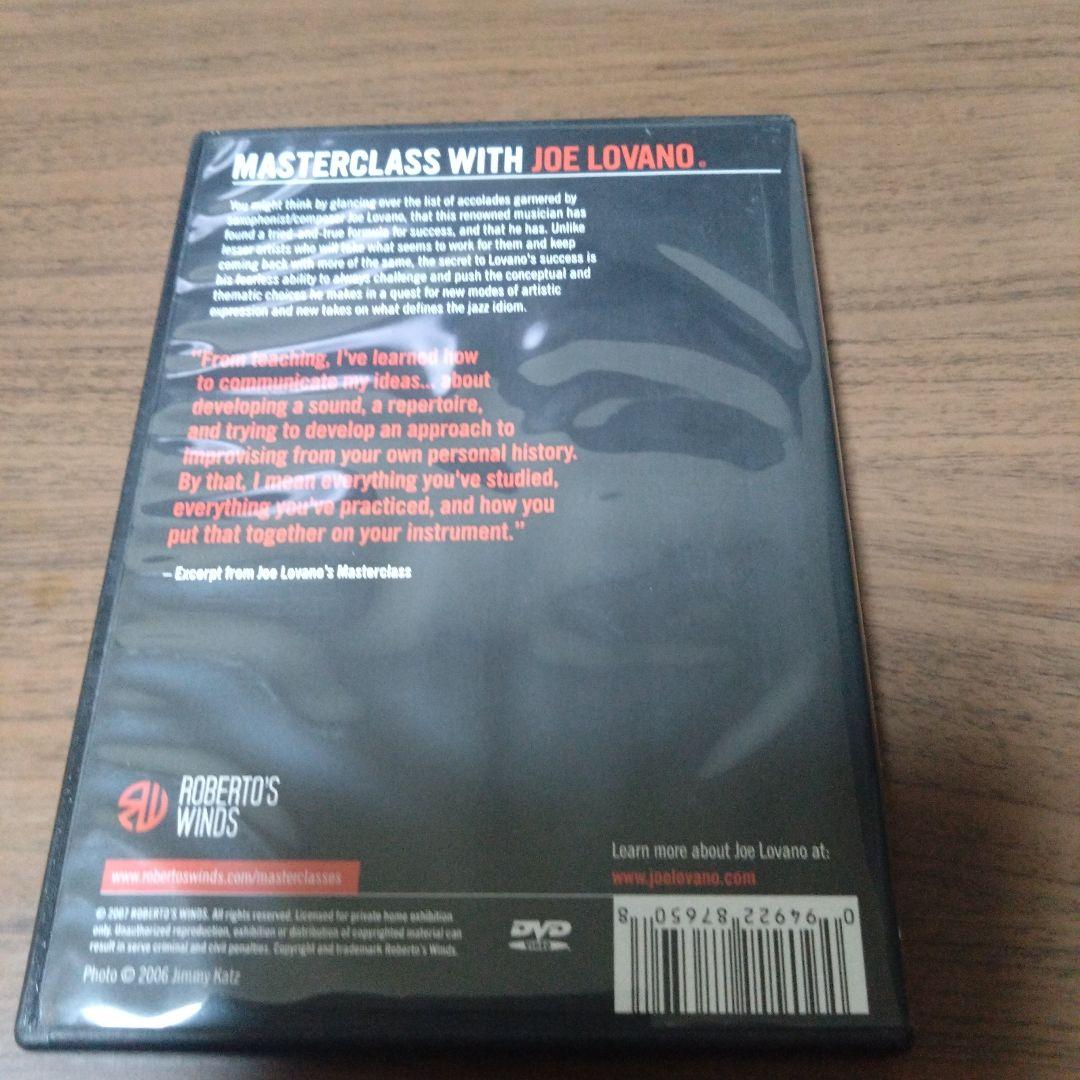 MASTERCLASS WITH JOE LOVANO.
You might think by glancing over the list of accolades garnered by
saxophonist/composer Joe Lovano, that this renowned musician has
found a tried-and-true formula for success, and that he has. Unlike
lesser artists who will take what seems to work for them and keep
coming back with more of the same, the secret to Lovano's success is
his fearless ability to always challenge and push the conceptual and
thematic choices he makes in a quest for new modes of artistic
expression and new takes on what defines the jazz idiom.
"From teaching, I've learned how
to communicate my ideas... about
developing a sound, a repertoire,
and trying to develop an approach to
improvising from your own personal history.
By that, I mean everything you've studied,
everything you've practiced, and how you
put that together on your instrument."
– Excerpt from Joe Lovano's Masterclass
ROBERTO'S
WINDS
www.robertoswinds.com/masterclasses
© 2007 ROBERTO'S WINDS. All rights reserved. Licensed for private home exhibition
only. Unauthorized reproduction, exhibition or distribution of copyrighted material can
result in serve criminal and civil penalties. Copyright and trademark Roberto's Winds.
Photo © 2006 Jimmy Katz
DVD
VIDEO
Learn more about Joe Lovano at:
www.joelovano.com
0 94922 87650 8